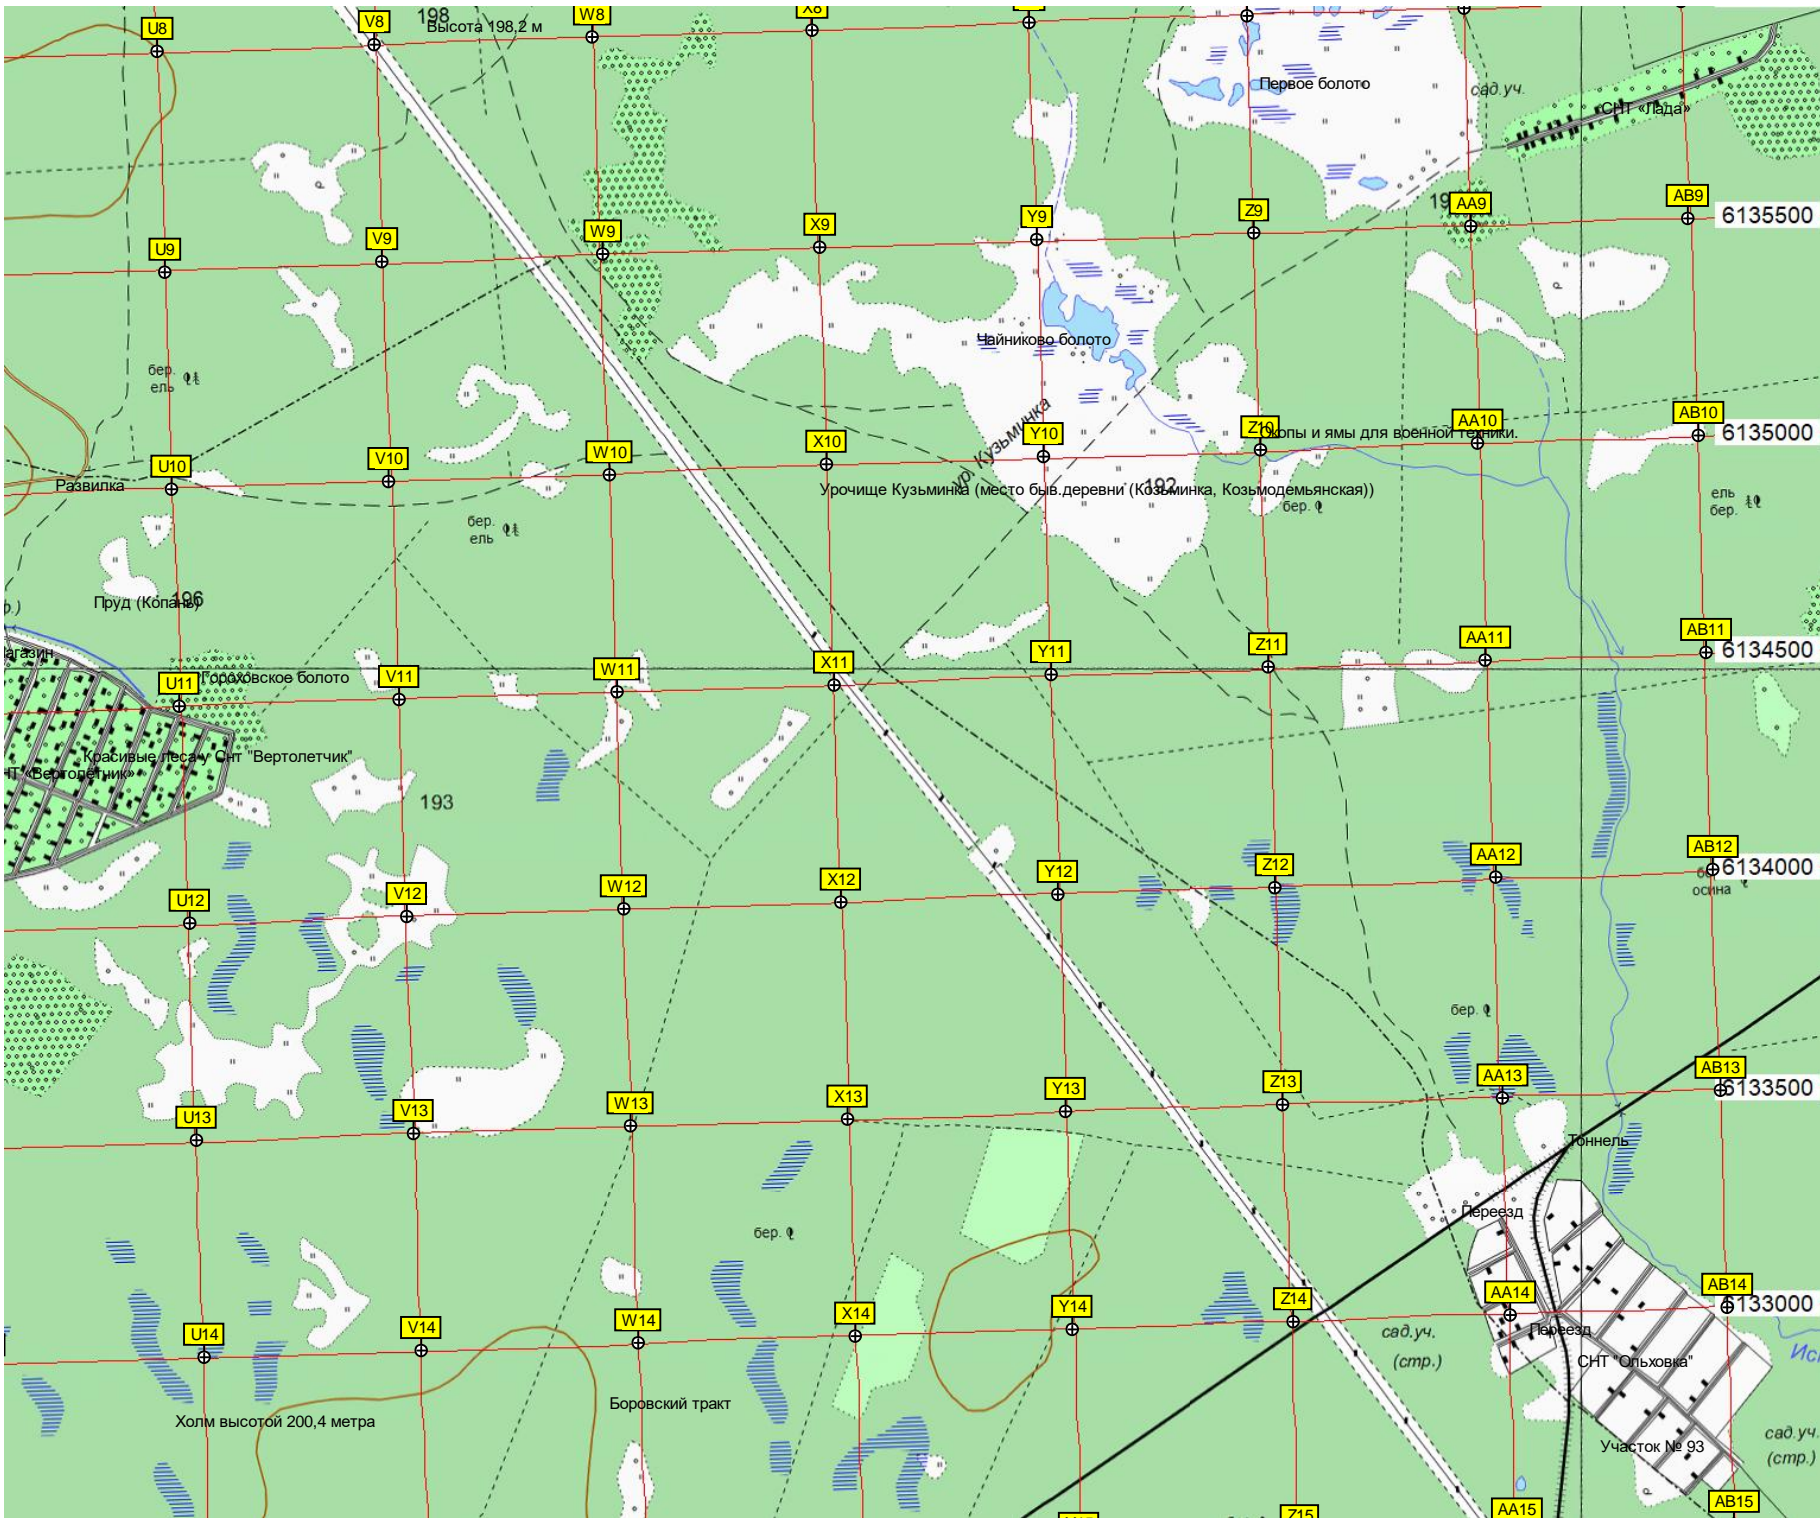 U8
V8
198
Высота 198,2 м
W8
X8
Первое болото
сад.уч.
СНТ «Лада»
U9
V9
W9
X9
Y9
Z9
AA9
AB9
6135500
Чайниково болото
бер.
ель
ур. Кузьминка
U10
V10
W10
X10
Y10
Z10
Окопы и ямы для военной техники.
AA10
AB10
6135000
Развилка
Урочище Кузьминка (место быв.деревни (Козьминка, Козьмодемьянская))
192
бер.
ель
бер.
бер.
ель
Пруд (Копань)
196
р.)
агазин
U11
Гороховское болото
V11
W11
X11
Y11
Z11
AA11
AB11
6134500
Красивые леса у Снт "Вертолетчик"
НТ «Вертолётчик»
193
U12
V12
W12
X12
Y12
Z12
AA12
AB12
6134000
осина
бер.
U13
V13
W13
X13
Y13
Z13
AA13
AB13
6133500
Тоннель
Переезд
бер.
U14
V14
W14
X14
Y14
Z14
AA14
AB14
6133000
Переезд
сад.уч.
(стр.)
СНТ "Ольховка"
Ис
Холм высотой 200,4 метра
Боровский тракт
Участок № 93
сад.уч.
(стр.)
Z15
AA15
AB15